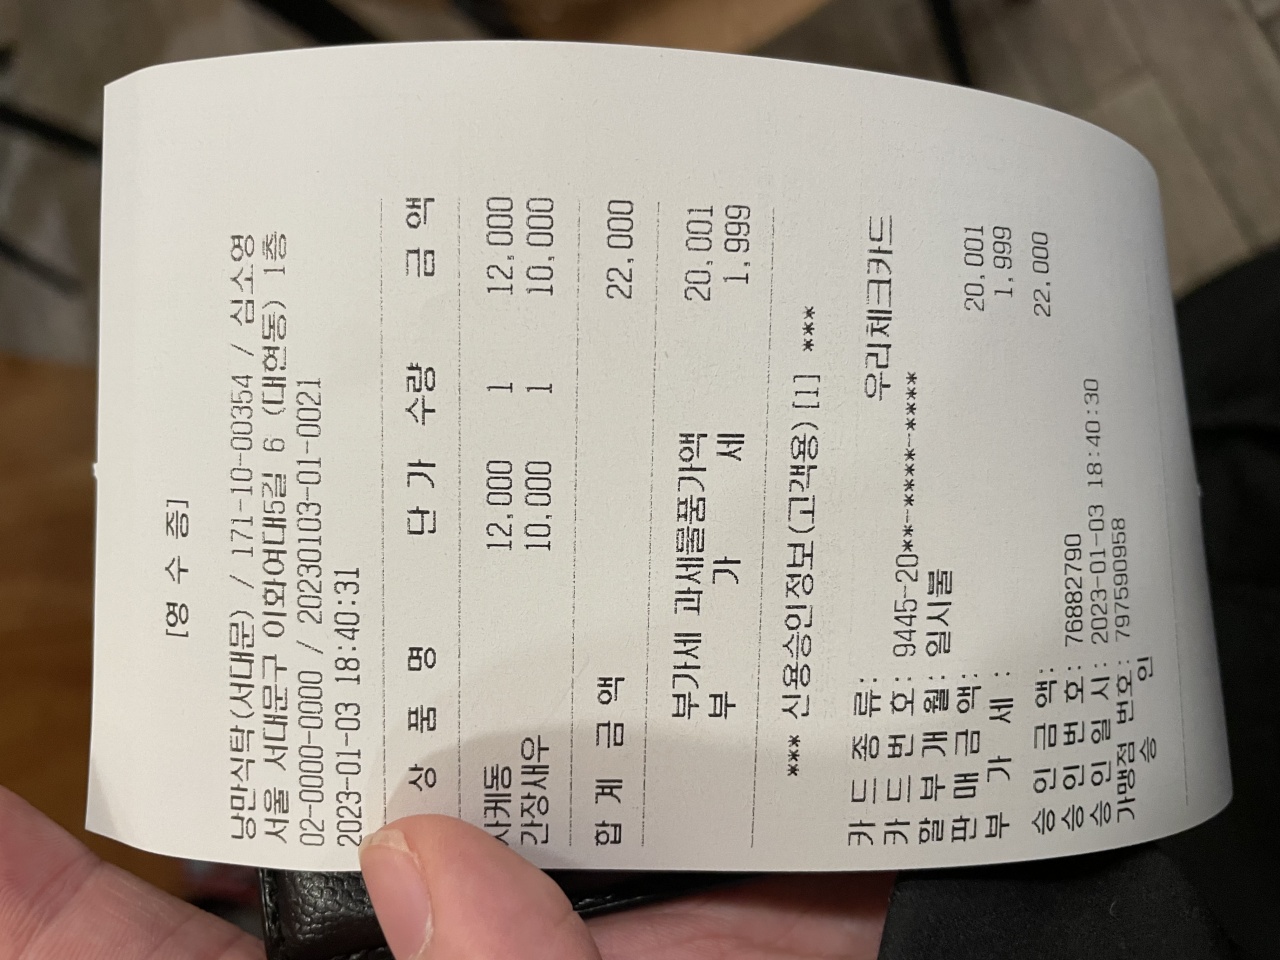 [영 수 증]
낭만식탁(서대문) / 171-10-00354 / 심소영
서울 서대문구 이화여대5길 6 (대현동) 1층
02-0000-0000 / 20230103-01-0021
2023-01-03 18:40:31
상 품 명 단 가 수량 금 액
사케동 12,000 1 12,000
간장새우 10,000 1 10,000
합 계 금 액 22,000
부가세 과세물품가액 20,001
부 가 세 1,999
*** 신용승인정보(고객용) [1] ***
카 드 종 류: 우리체크카드
카 드 번 호: 9445-20**-****-****
할 부 개 월: 일시불
판 매 금 액: 20,001
부 가 세 : 1,999
승 인 금 액: 22,000
승 인 번 호: 76882790
승 인 일 시: 2023-01-03 18:40:30
가맹점 번호: 797590958
승 인